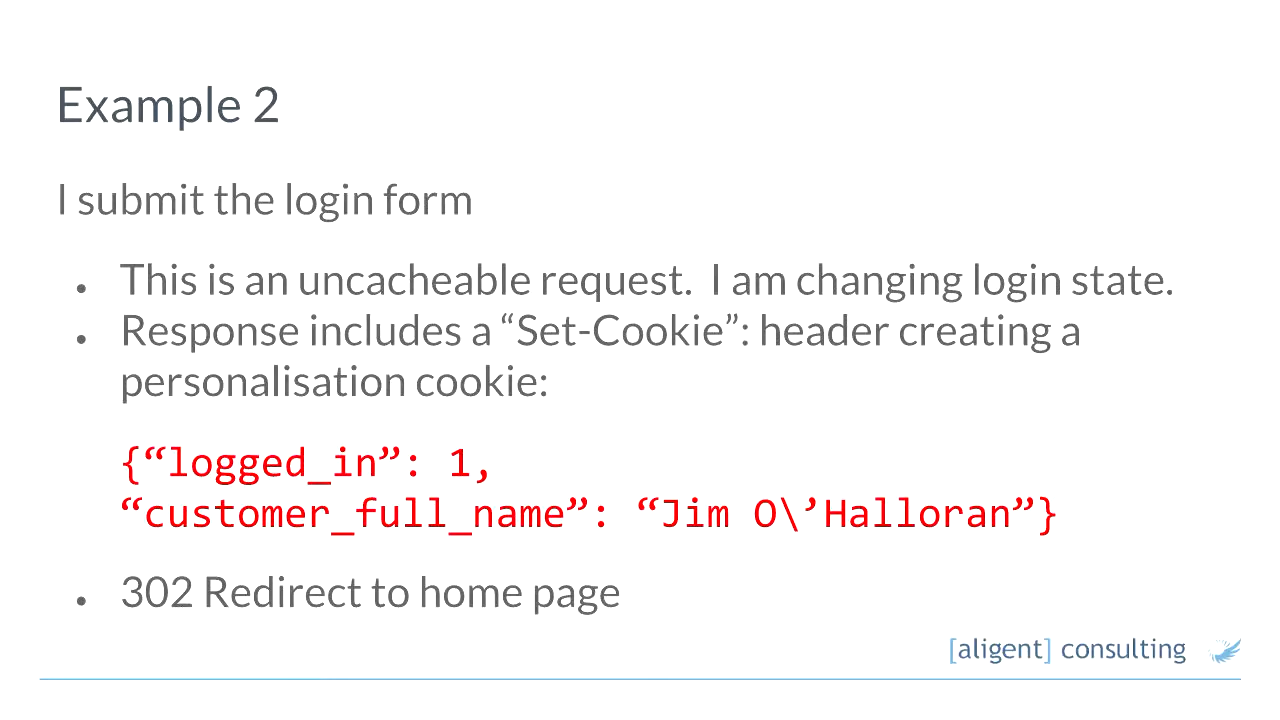 Example 2
I submit the login form
• This is an uncacheable request.  I am changing login state.
• Response includes a “Set-Cookie”: header creating a
personalisation cookie:
{“logged_in”: 1,
“customer_full_name”: “Jim O\’Halloran”}
• 302 Redirect to home page
[aligent] consulting